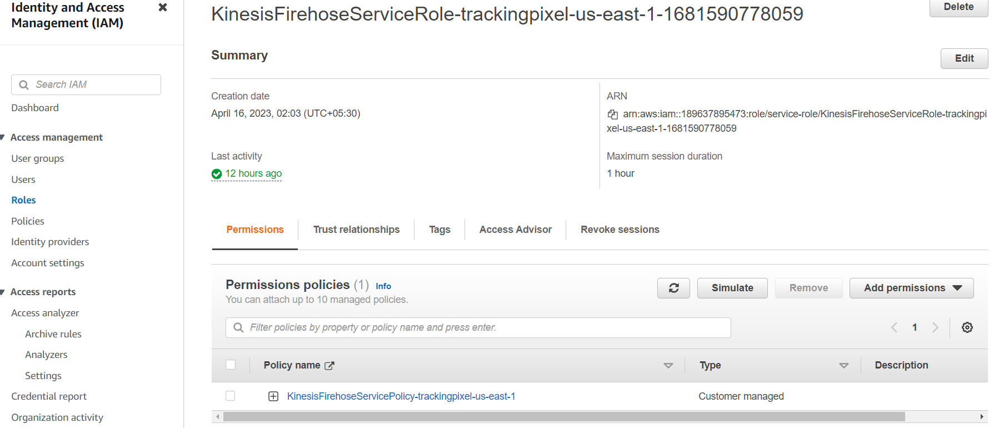 Identity and Access
Management (IAM)
Search IAM
Dashboard
Access management
User groups
Users
Roles
Policies
Identity providers
Account settings
Access reports
Access analyzer
Archive rules
Analyzers
Settings
Credential report
Organization activity
KinesisFirehoseServiceRole-trackingpixel-us-east-1-1681590778059
Delete
Summary
Edit
Creation date
April 16, 2023, 02:03 (UTC+05:30)
ARN
arn:aws:iam::189637895473:role/service-role/KinesisFirehoseServiceRole-trackingpi
xel-us-east-1-1681590778059
Last activity
12 hours ago
Maximum session duration
1 hour
Permissions
Trust relationships
Tags
Access Advisor
Revoke sessions
Permissions policies (1) Info
You can attach up to 10 managed policies.
Simulate
Remove
Add permissions
Filter policies by property or policy name and press enter.
1
Policy name
Type
Description
KinesisFirehoseServicePolicy-trackingpixel-us-east-1
Customer managed